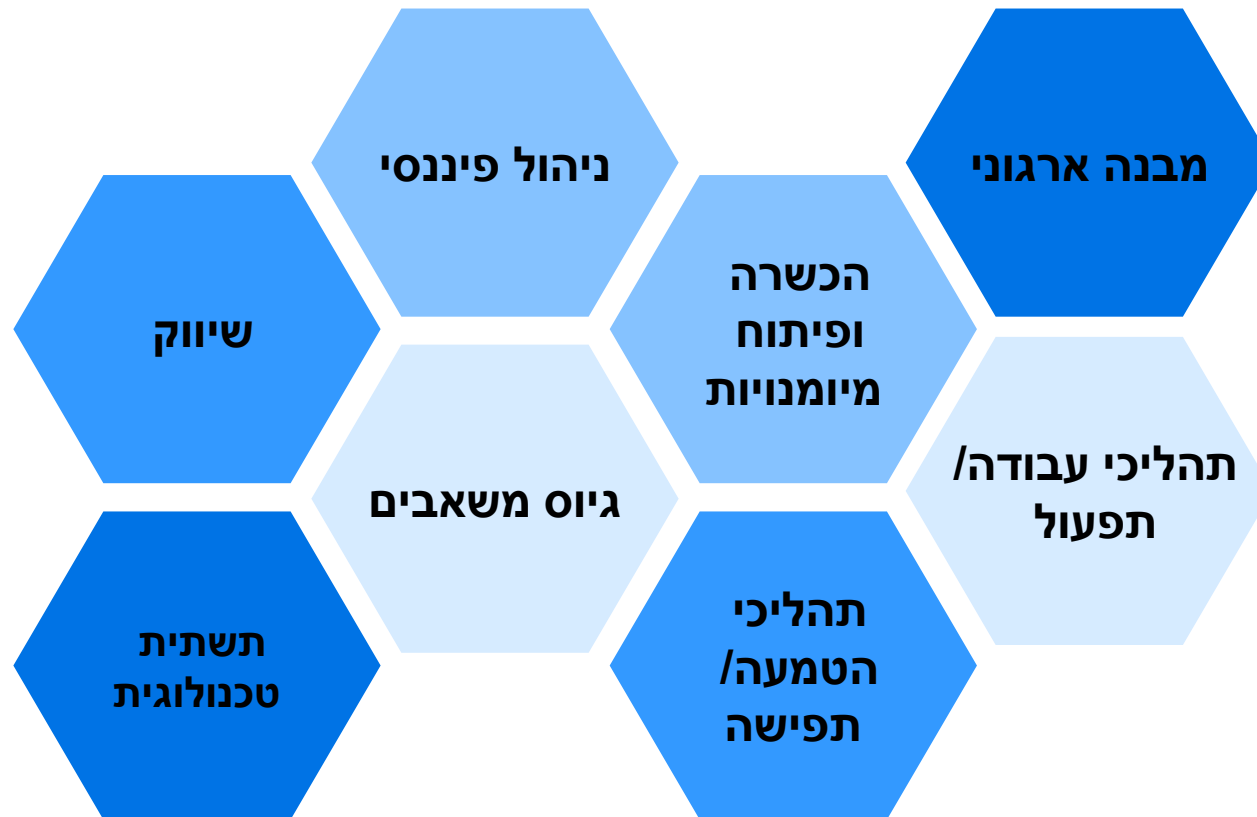 מבנה ארגוני
ניהול פיננסי
הכשרה
ופיתוח
מיומנויות
שיווק
תהליכי עבודה/
תפעול
גיוס משאבים
תהליכי
הטמעה/
תפישה
תשתית
טכנולוגית